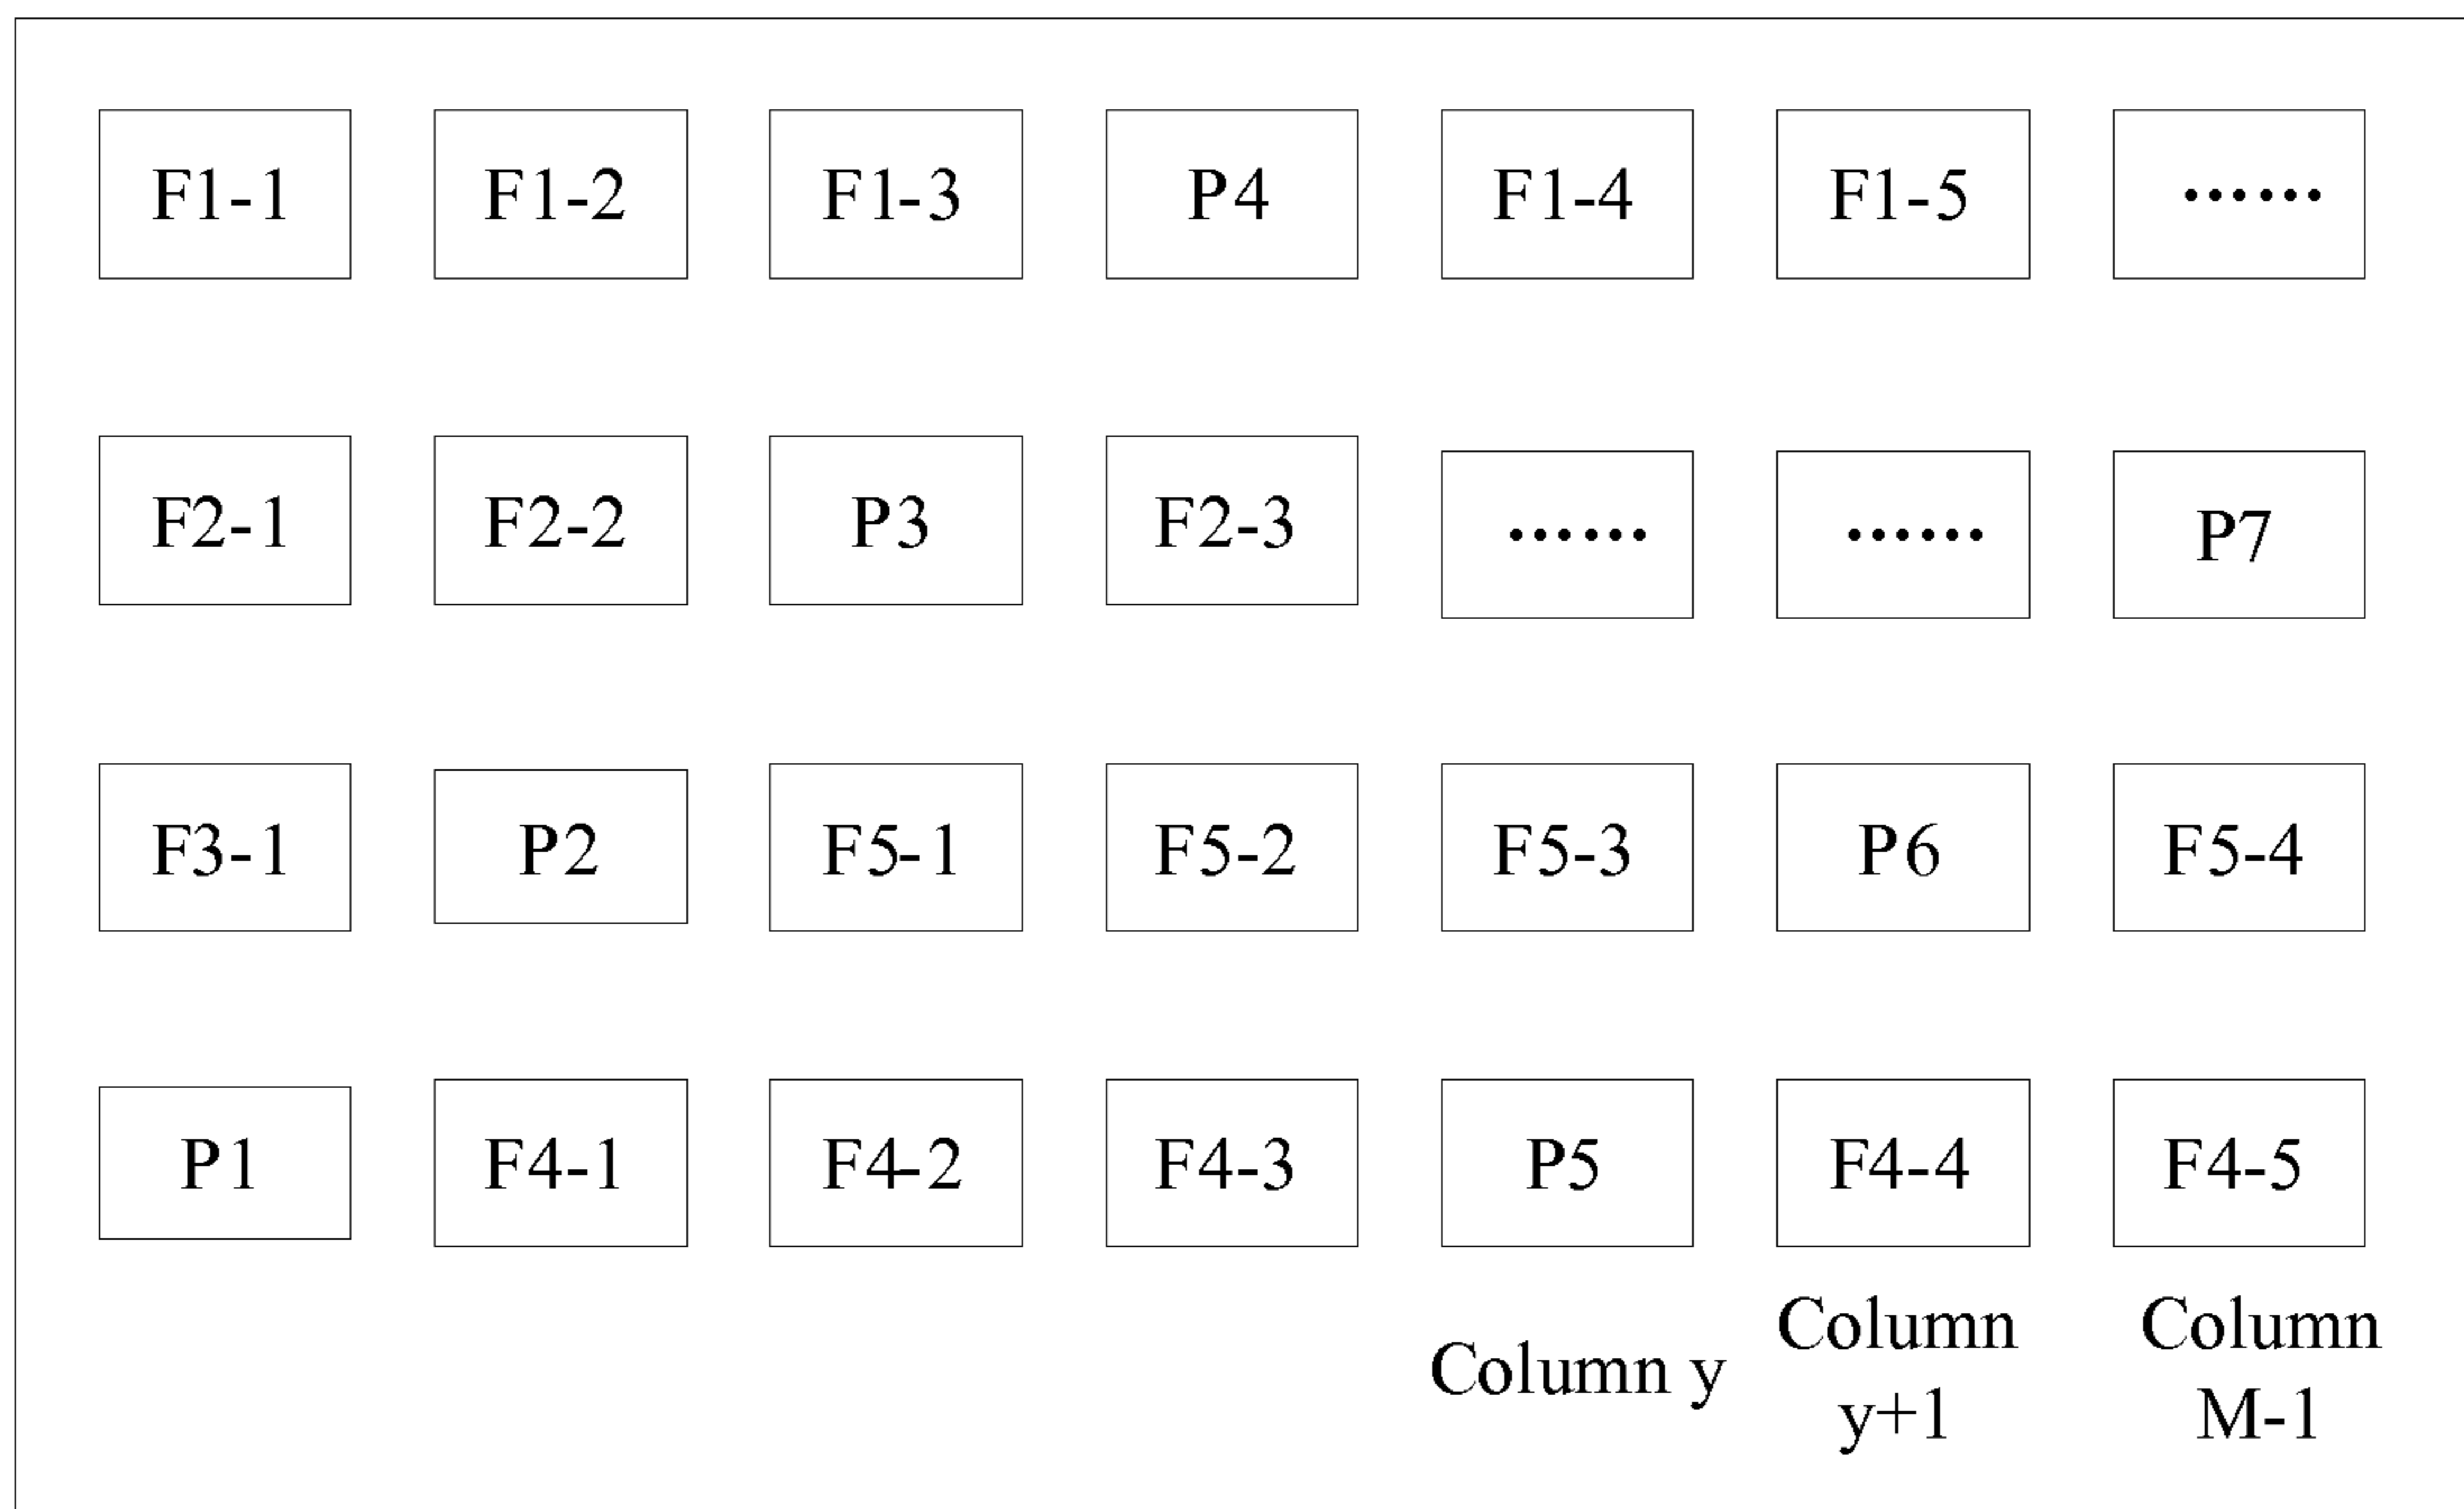 F1-1 F1-2 F1-3 P4 F1-4 F1-5 ······
F2-1 F2-2 P3 F2-3 ······ ······ P7
F3-1 P2 F5-1 F5-2 F5-3 P6 F5-4
P1 F4-1 F4-2 F4-3 P5 F4-4 F4-5
Column y
Column
y+1
Column
M-1